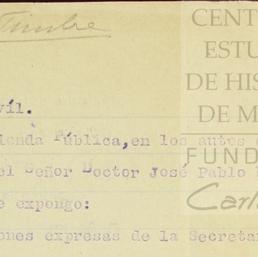 Timbre
CENT
ESTU
DE HIS
DE M
FUND
Carl
víl.
ienda Pública,en los autos
el Señor Doctor José Pablo
e expongo:
ones expresas de la Secreta